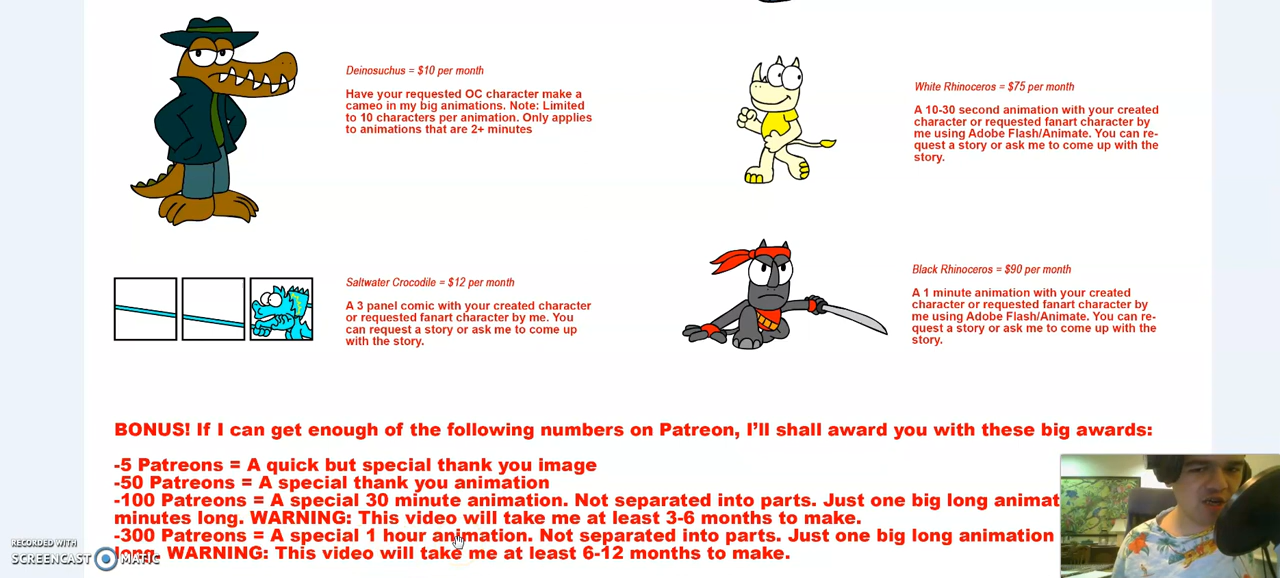 Deinosuchus = $10 per month
Have your requested OC character make a
cameo in my big animations. Note: Limited
to 10 characters per animation. Only applies
to animations that are 2+ minutes
White Rhinoceros = $75 per month
A 10-30 second animation with your created
character or requested fanart character by
me using Adobe Flash/Animate. You can re-
quest a story or ask me to come up with the
story.
Saltwater Crocodile = $12 per month
A 3 panel comic with your created character
or requested fanart character by me. You
can request a story or ask me to come up
with the story.
Black Rhinoceros = $90 per month
A 1 minute animation with your created
character or requested fanart character by
me using Adobe Flash/Animate. You can re-
quest a story or ask me to come up with the
story.
BONUS! If I can get enough of the following numbers on Patreon, I'll shall award you with these big awards:
-5 Patreons = A quick but special thank you image
-50 Patreons = A special thank you animation
-100 Patreons = A special 30 minute animation. Not separated into parts. Just one big long animat
minutes long. WARNING: This video will take me at least 3-6 months to make.
-300 Patreons = A special 1 hour animation. Not separated into parts. Just one big long animation
WARNING: This video will take me at least 6-12 months to make.
RECORDED WITH
SCREENCAST MATIC